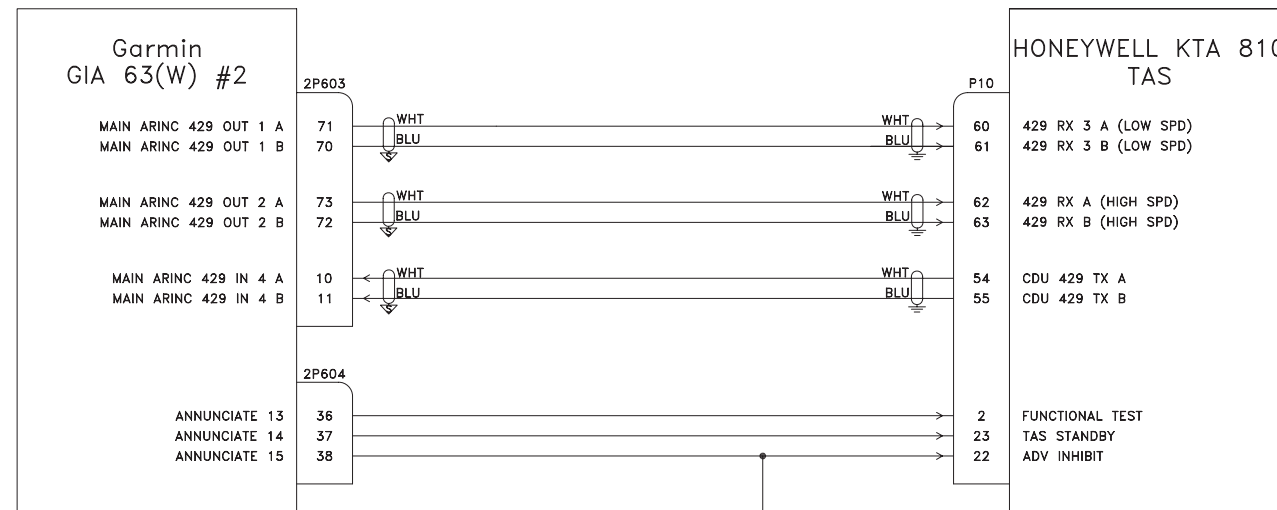 Garmin
GIA 63(W) #2
HONEYWELL KTA 810
TAS
2P603
P10
MAIN ARINC 429 OUT 1 A 71 WHT WHT 60 429 RX 3 A (LOW SPD)
MAIN ARINC 429 OUT 1 B 70 BLU BLU 61 429 RX 3 B (LOW SPD)
S
MAIN ARINC 429 OUT 2 A 73 WHT WHT 62 429 RX A (HIGH SPD)
MAIN ARINC 429 OUT 2 B 72 BLU BLU 63 429 RX B (HIGH SPD)
S
MAIN ARINC 429 IN 4 A 10 WHT WHT 54 CDU 429 TX A
MAIN ARINC 429 IN 4 B 11 BLU BLU 55 CDU 429 TX B
S
2P604
ANNUNCIATE 13 36 2 FUNCTIONAL TEST
ANNUNCIATE 14 37 23 TAS STANDBY
ANNUNCIATE 15 38 22 ADV INHIBIT